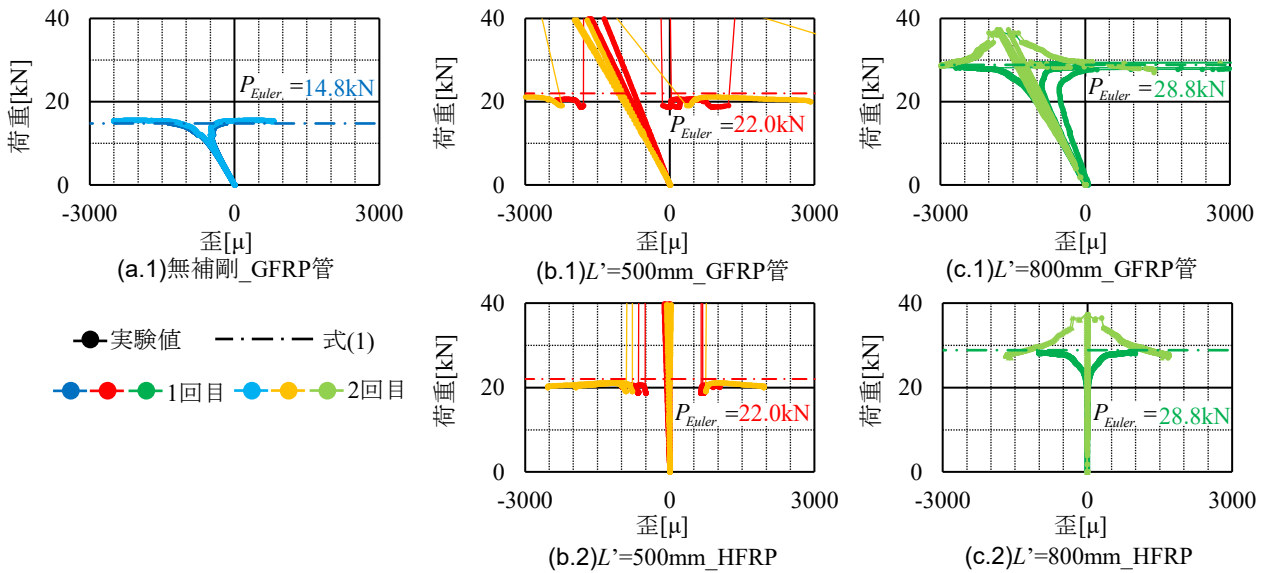 40
20
0
荷重[kN]
P_Euler =14.8kN
-3000 0 3000
歪[μ]
(a.1)無補剛_GFRP管
40
20
0
荷重[kN]
P_Euler =22.0kN
-3000 0 3000
歪[μ]
(b.1)L’=500mm_GFRP管
40
20
0
荷重[kN]
P_Euler =28.8kN
-3000 0 3000
歪[μ]
(c.1)L’=800mm_GFRP管
実験値 式(1)
1回目 2回目
40
20
0
荷重[kN]
P_Euler =22.0kN
-3000 0 3000
歪[μ]
(b.2)L’=500mm_HFRP
40
20
0
荷重[kN]
P_Euler =28.8kN
-3000 0 3000
歪[μ]
(c.2)L’=800mm_HFRP